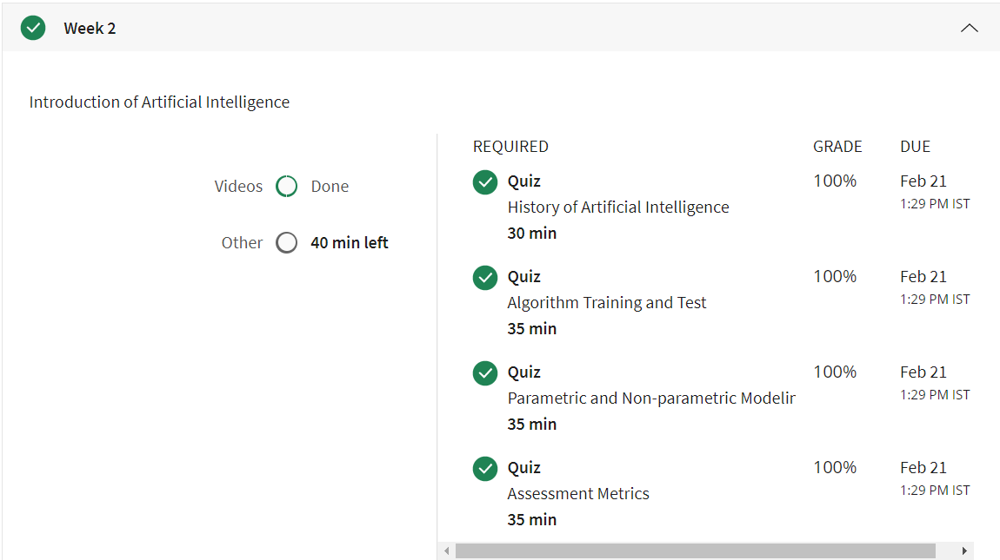 Week 2
Introduction of Artificial Intelligence
Videos Done
Other 40 min left
REQUIRED GRADE DUE
Quiz 100% Feb 21
History of Artificial Intelligence 1:29 PM IST
30 min
Quiz 100% Feb 21
Algorithm Training and Test 1:29 PM IST
35 min
Quiz 100% Feb 21
Parametric and Non-parametric Modelin 1:29 PM IST
35 min
Quiz 100% Feb 21
Assessment Metrics 1:29 PM IST
35 min